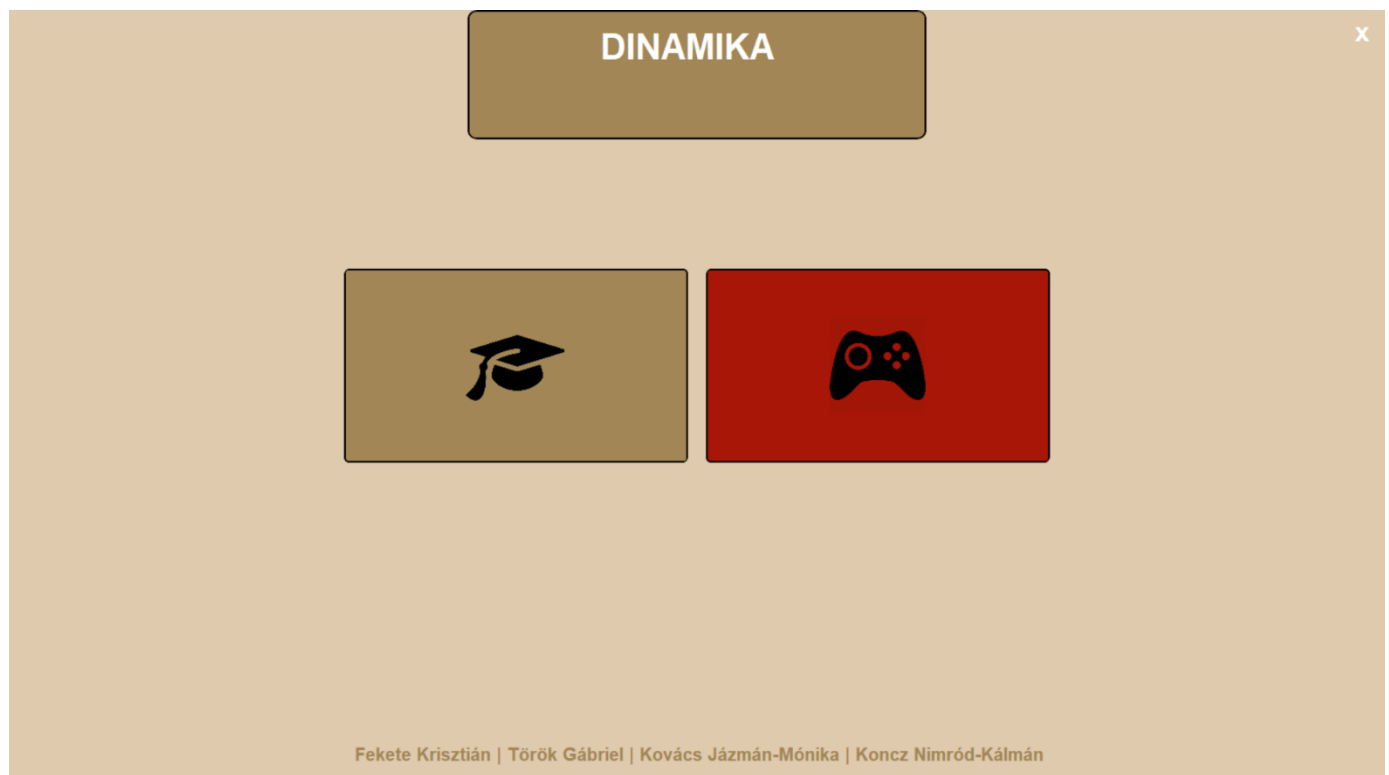 DINAMIKA
x
Fekete Krisztián | Török Gábriel | Kovács Jázmán-Mónika | Koncz Nimród-Kálmán